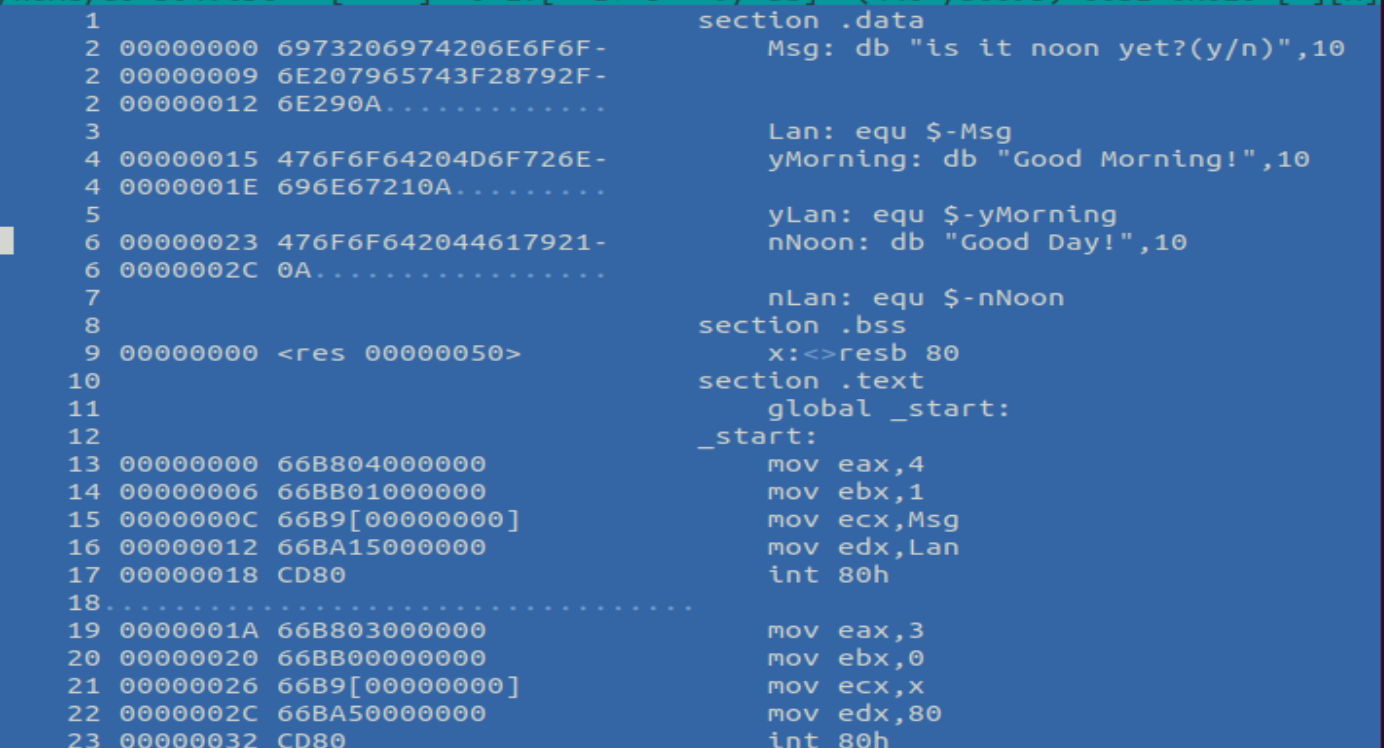 1                                  section .data
2 00000000 6973206974206E6F6F-         Msg: db "is it noon yet?(y/n)",10
2 00000009 6E207965743F28792F-
2 00000012 6E290A.............
3                                      Lan: equ $-Msg
4 00000015 476F6F64204D6F726E-         yMorning: db "Good Morning!",10
4 0000001E 696E67210A.........
5                                      yLan: equ $-yMorning
6 00000023 476F6F642044617921-         nNoon: db "Good Day!",10
6 0000002C 0A.................
7                                      nLan: equ $-nNoon
8                                  section .bss
9 00000000 <res 00000050>              x:<>resb 80
10                                 section .text
11                                     global _start:
12                                 _start:
13 00000000 66B804000000               mov eax,4
14 00000006 66BB01000000               mov ebx,1
15 0000000C 66B9[00000000]             mov ecx,Msg
16 00000012 66BA15000000               mov edx,Lan
17 00000018 CD80                       int 80h
18..................................
19 0000001A 66B803000000               mov eax,3
20 00000020 66BB00000000               mov ebx,0
21 00000026 66B9[00000000]             mov ecx,x
22 0000002C 66BA50000000               mov edx,80
23 00000032 CD80                       int 80h